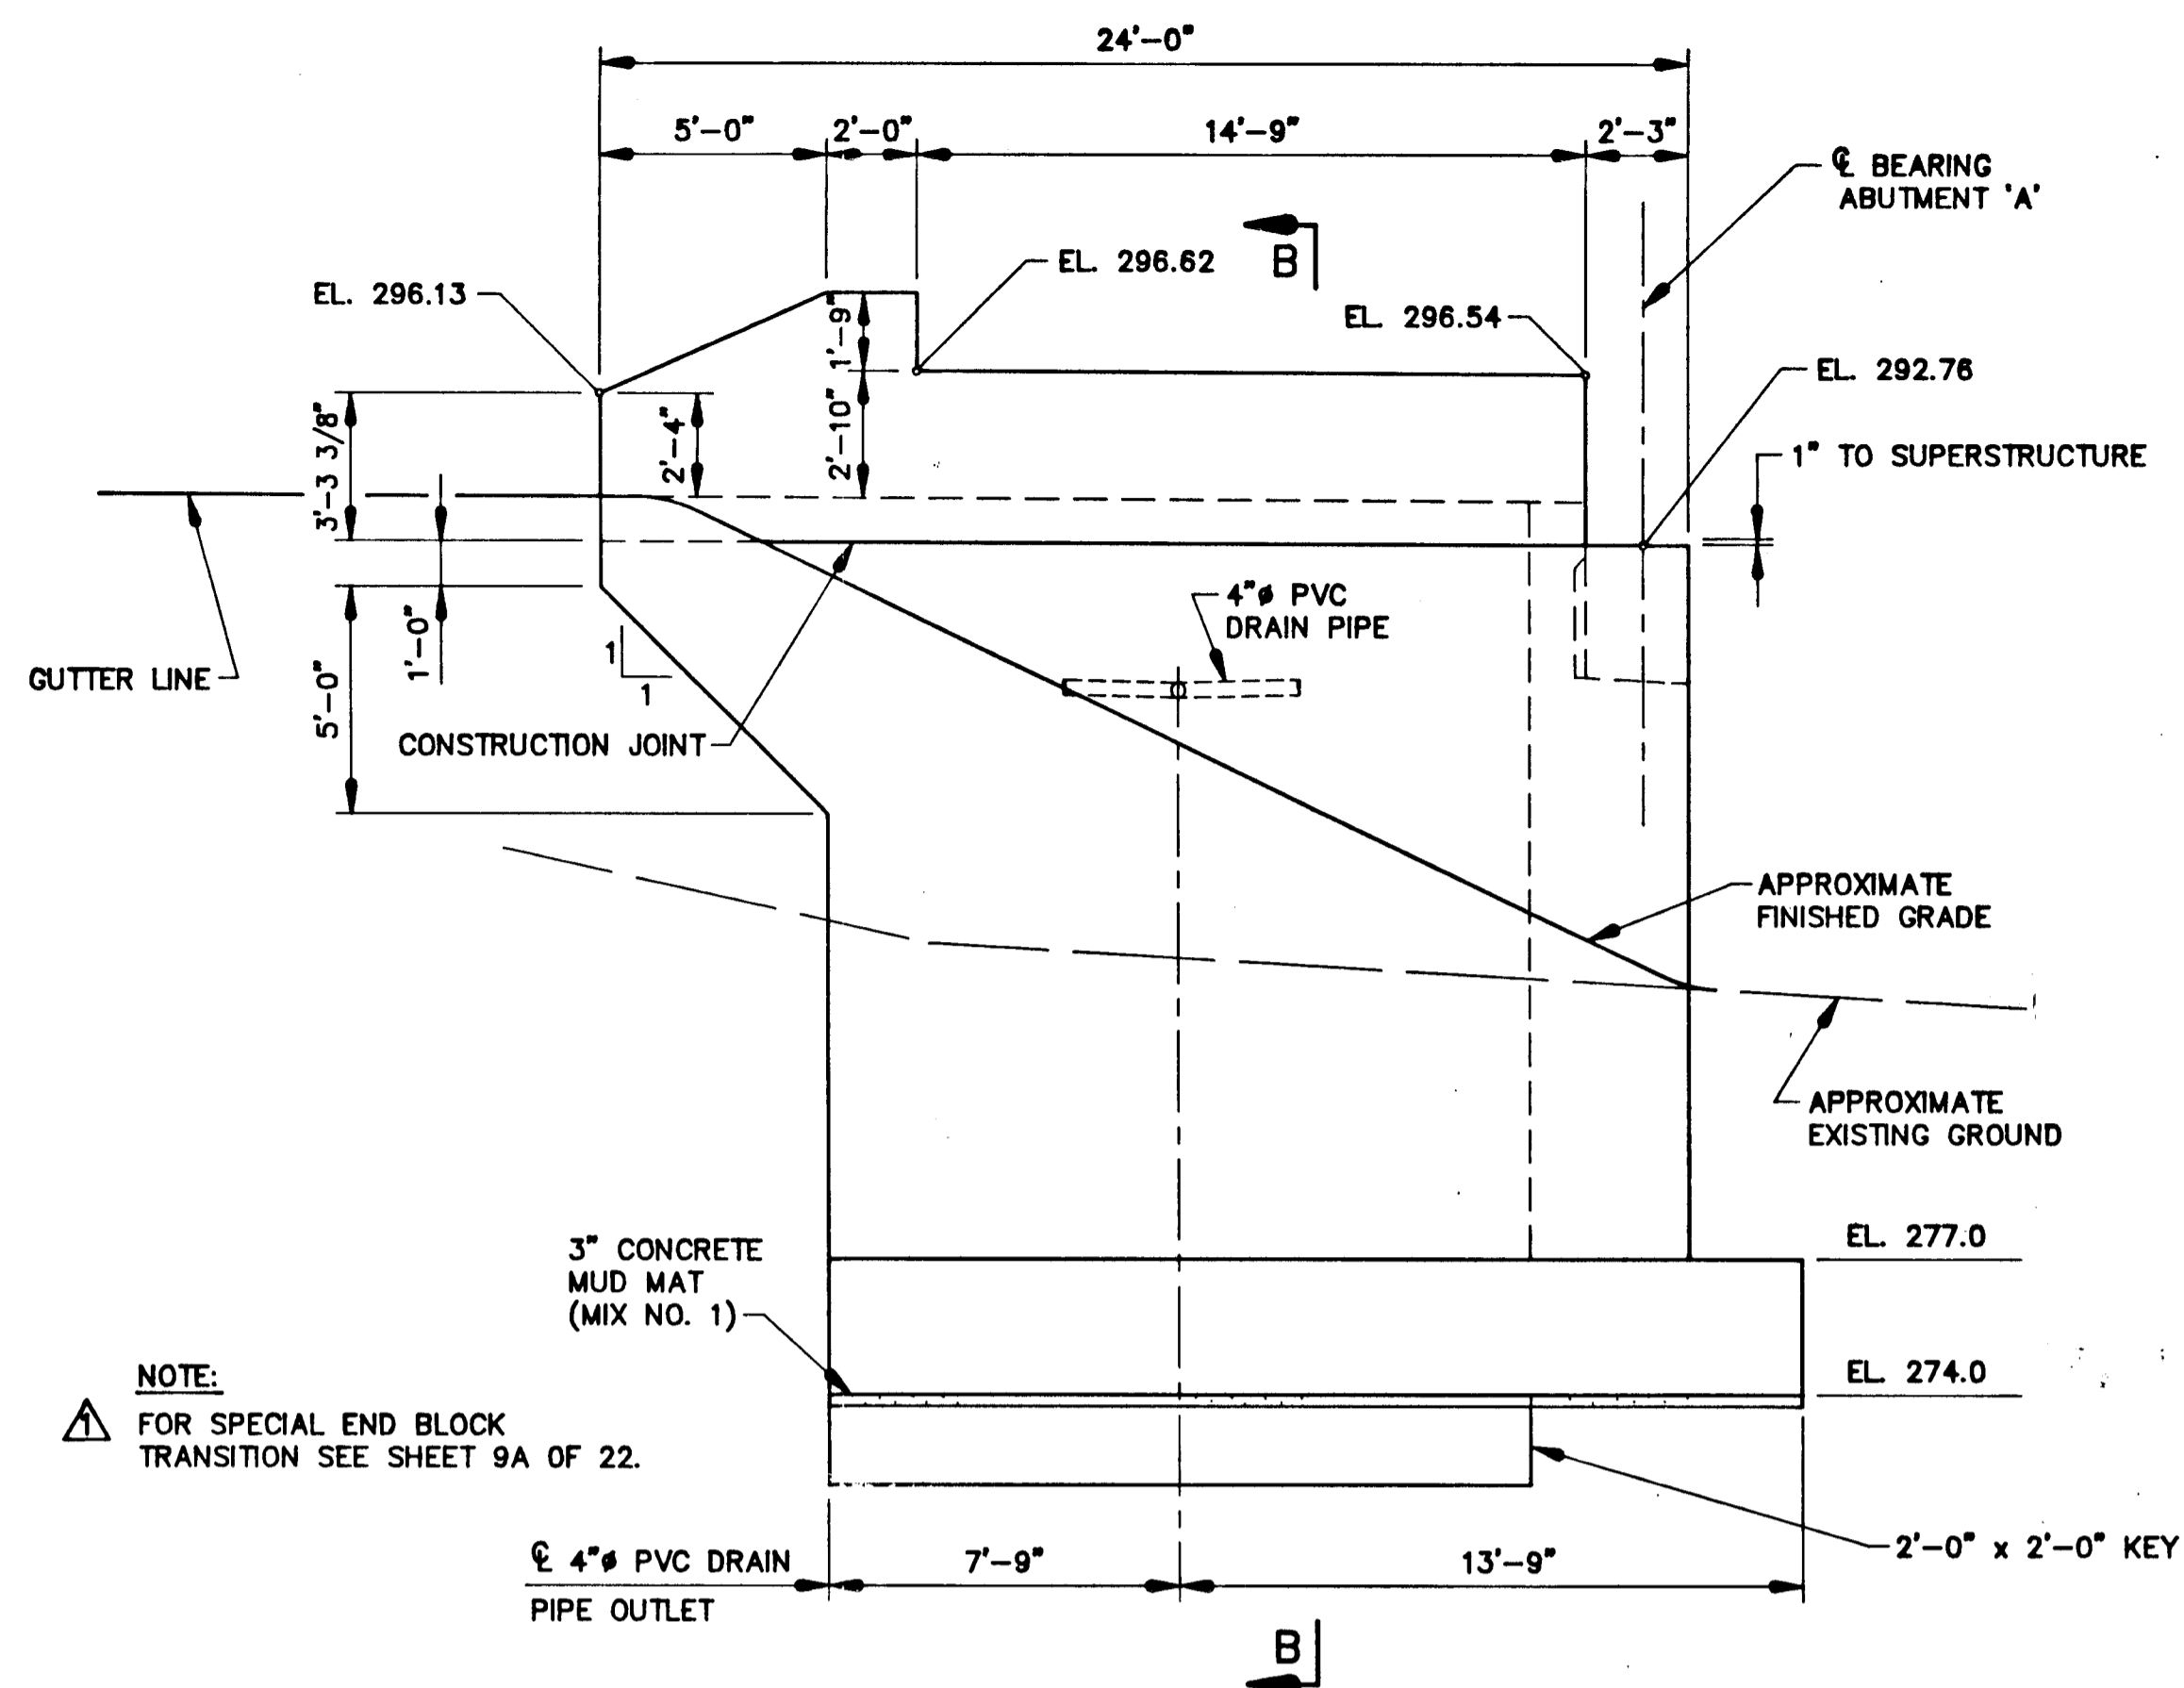 24'-0"
5'-0"
2'-0"
14'-9"
2'-3"
℄ BEARING
ABUTMENT 'A'
B
EL. 296.62
EL. 296.13
EL. 296.54
1'-9"
EL. 292.76
3'-3 3/8"
2'-4"
2'-10"
1" TO SUPERSTRUCTURE
4"ø PVC
DRAIN PIPE
1'-0"
1
1
GUTTER LINE
5'-0"
CONSTRUCTION JOINT
APPROXIMATE
FINISHED GRADE
APPROXIMATE
EXISTING GROUND
EL. 277.0
3" CONCRETE
MUD MAT
(MIX NO. 1)
EL. 274.0
NOTE:
1
FOR SPECIAL END BLOCK
TRANSITION SEE SHEET 9A OF 22.
2'-0" x 2'-0" KEY
℄ 4"ø PVC DRAIN
PIPE OUTLET
7'-9"
13'-9"
B